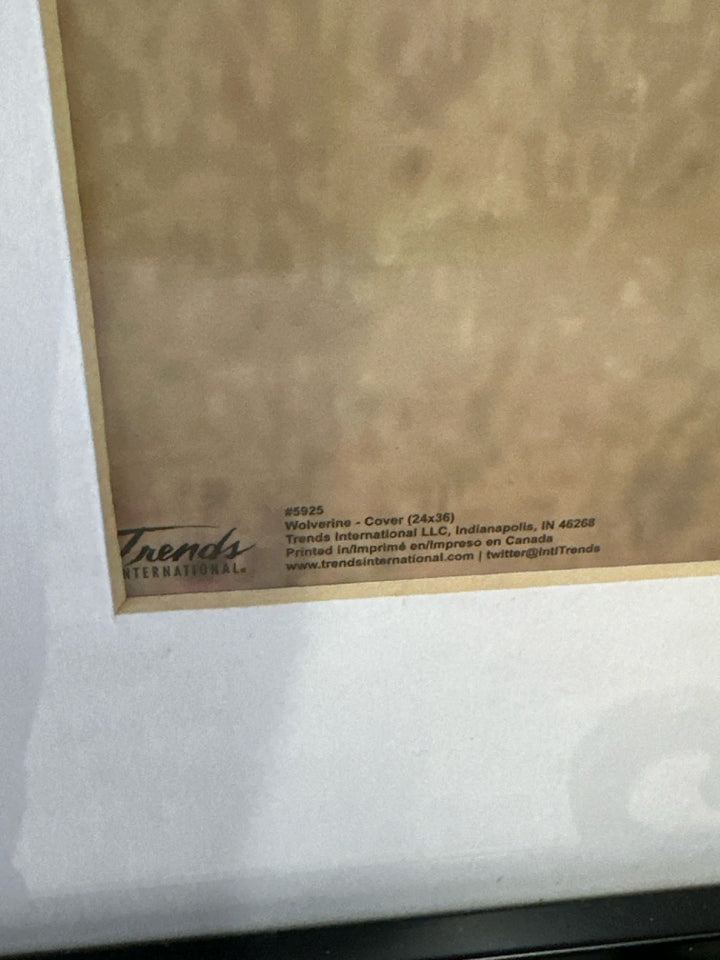 #5925
Wolverine - Cover (24x36)
Trends International LLC, Indianapolis, IN 46268
Printed in/Imprimé en/Impreso en Canada
www.trendsinternational.com | twitter@IntlTrends
Trends
NTERNATIONAL